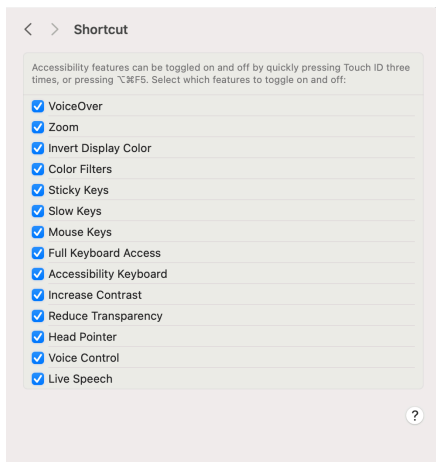 Shortcut
Accessibility features can be toggled on and off by quickly pressing Touch ID three
times, or pressing ⌥⌘F5. Select which features to toggle on and off:
VoiceOver
Zoom
Invert Display Color
Color Filters
Sticky Keys
Slow Keys
Mouse Keys
Full Keyboard Access
Accessibility Keyboard
Increase Contrast
Reduce Transparency
Head Pointer
Voice Control
Live Speech
?